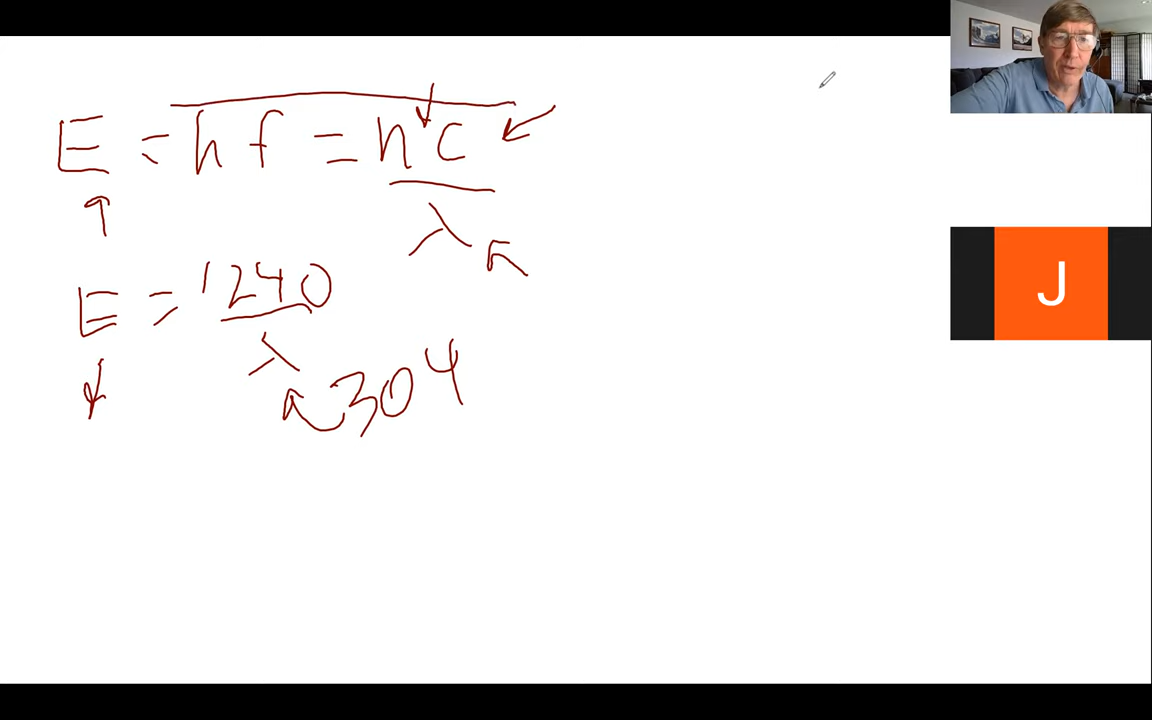 E = hf = hc
λ
E = 1240
λ
304
J